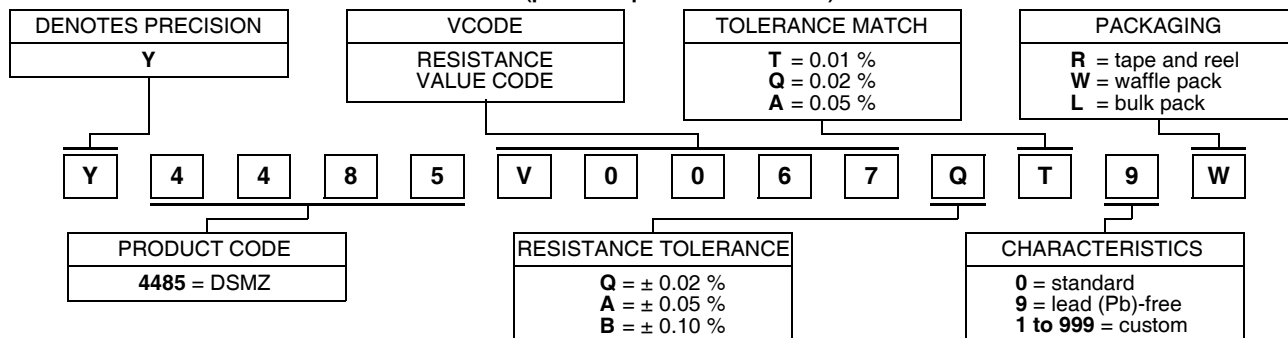 DENOTES PRECISION
Y
VCODE
RESISTANCE
VALUE CODE
TOLERANCE MATCH
T = 0.01 %
Q = 0.02 %
A = 0.05 %
PACKAGING
R = tape and reel
W = waffle pack
L = bulk pack
Y 4 4 8 5 V 0 0 6 7 Q T 9 W
PRODUCT CODE
4485 = DSMZ
RESISTANCE TOLERANCE
Q = ± 0.02 %
A = ± 0.05 %
B = ± 0.10 %
CHARACTERISTICS
0 = standard
9 = lead (Pb)-free
1 to 999 = custom